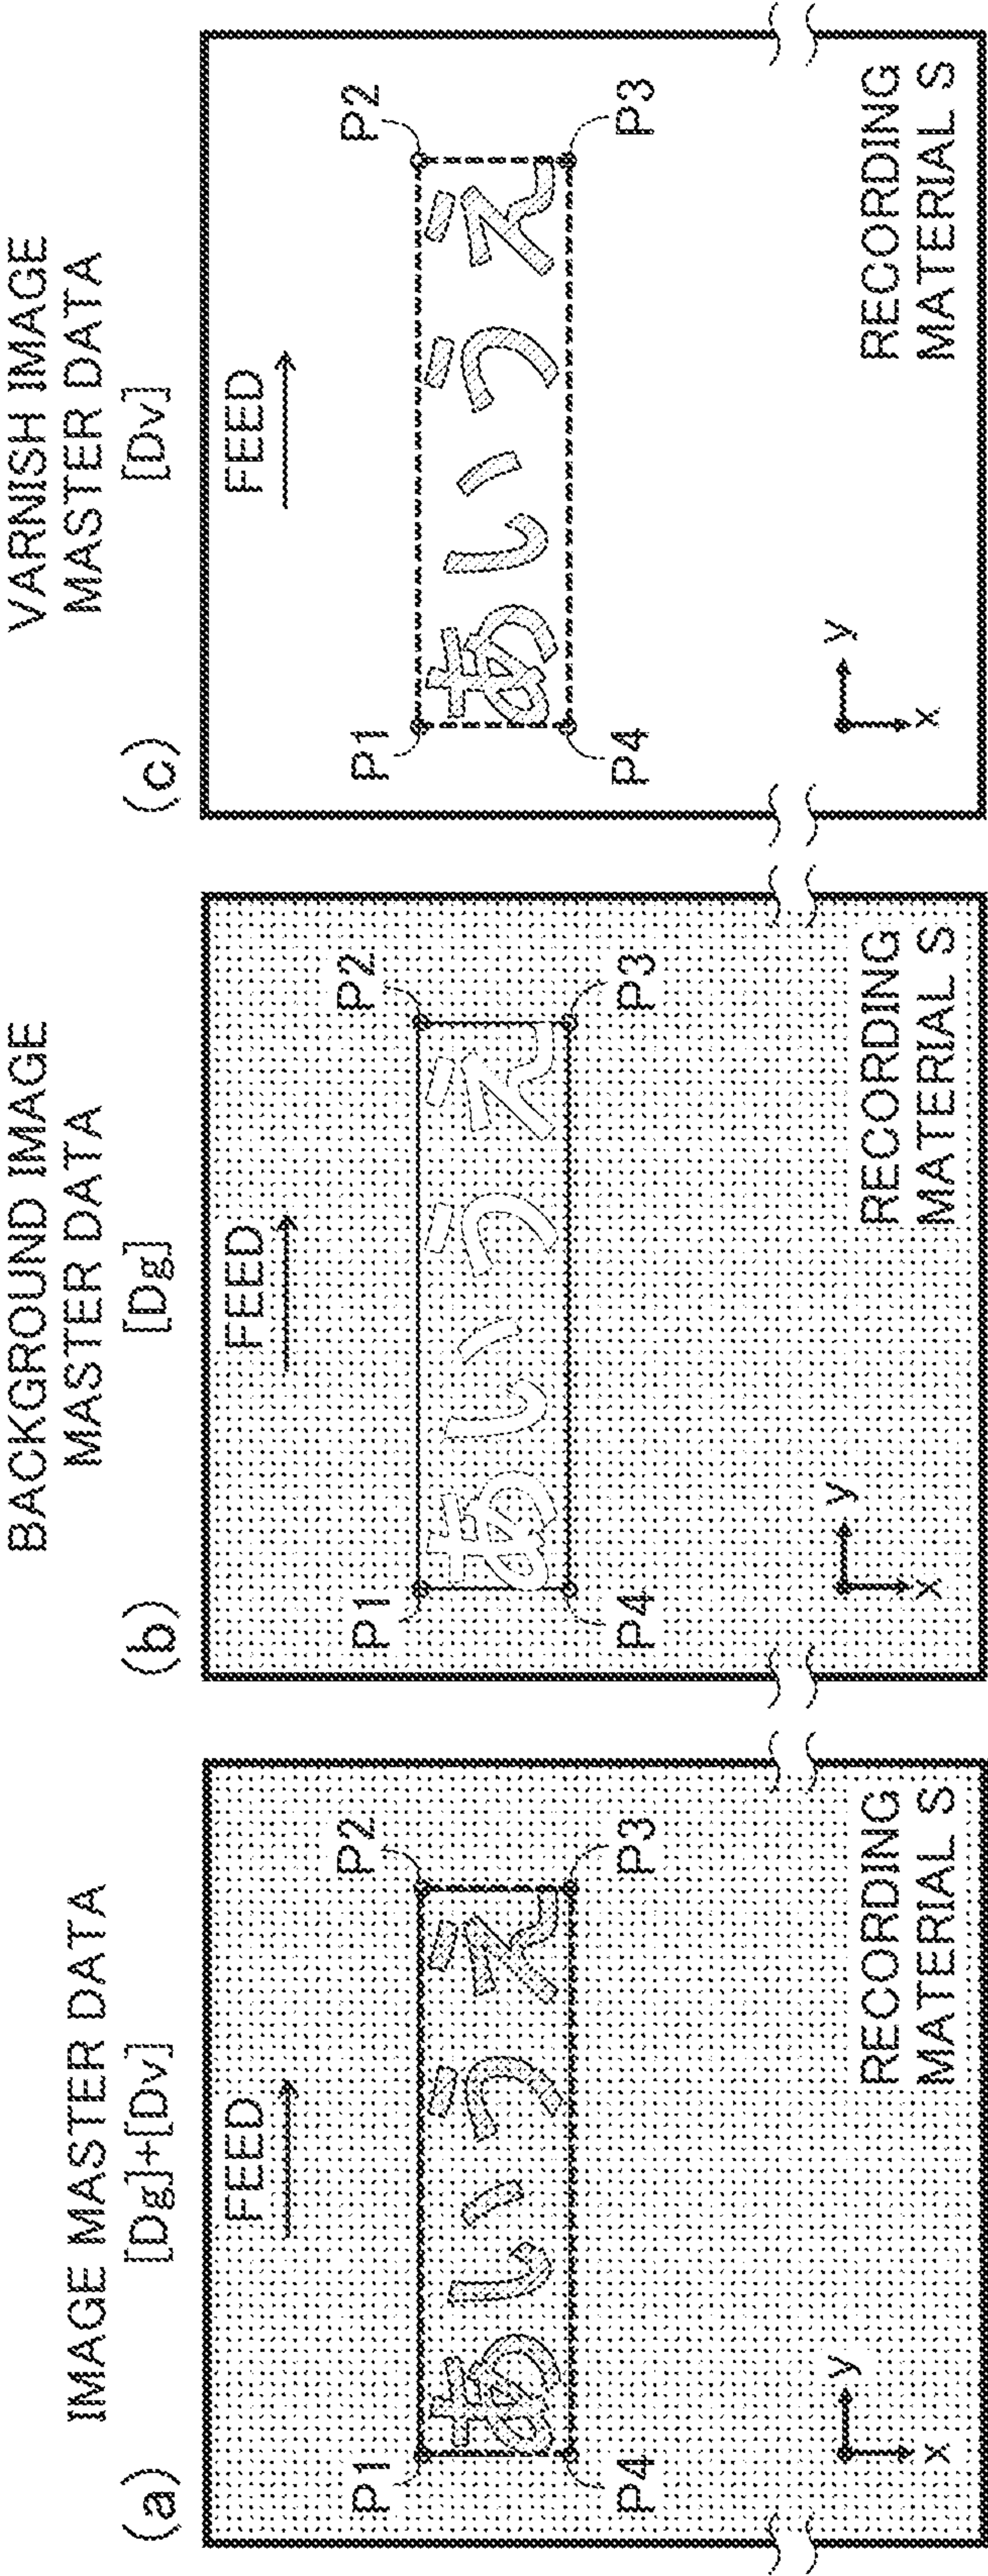 (a)
IMAGE MASTER DATA
[Dg]+[Dv]
FEED
P1
P2
あいうえ
P4
P3
y
x
RECORDING
MATERIAL S
(b)
BACKGROUND IMAGE
MASTER DATA
[Dg]
FEED
P1
P2
あいうえ
P4
P3
y
x
RECORDING
MATERIAL S
(c)
VARNISH IMAGE
MASTER DATA
[Dv]
FEED
P1
P2
あいうえ
P4
P3
y
x
RECORDING
MATERIAL S